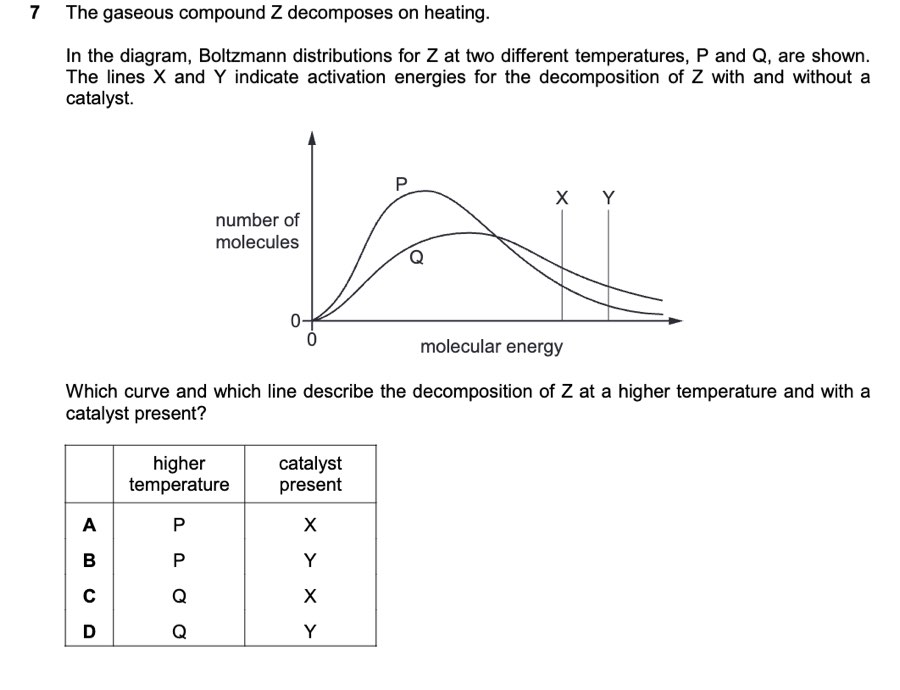 7 The gaseous compound Z decomposes on heating.
In the diagram, Boltzmann distributions for Z at two different temperatures, P and Q, are shown.
The lines X and Y indicate activation energies for the decomposition of Z with and without a
catalyst.
P
X Y
number of
molecules
Q
0
0
molecular energy
Which curve and which line describe the decomposition of Z at a higher temperature and with a
catalyst present?
higher catalyst
temperature present
A P X
B P Y
C Q X
D Q Y